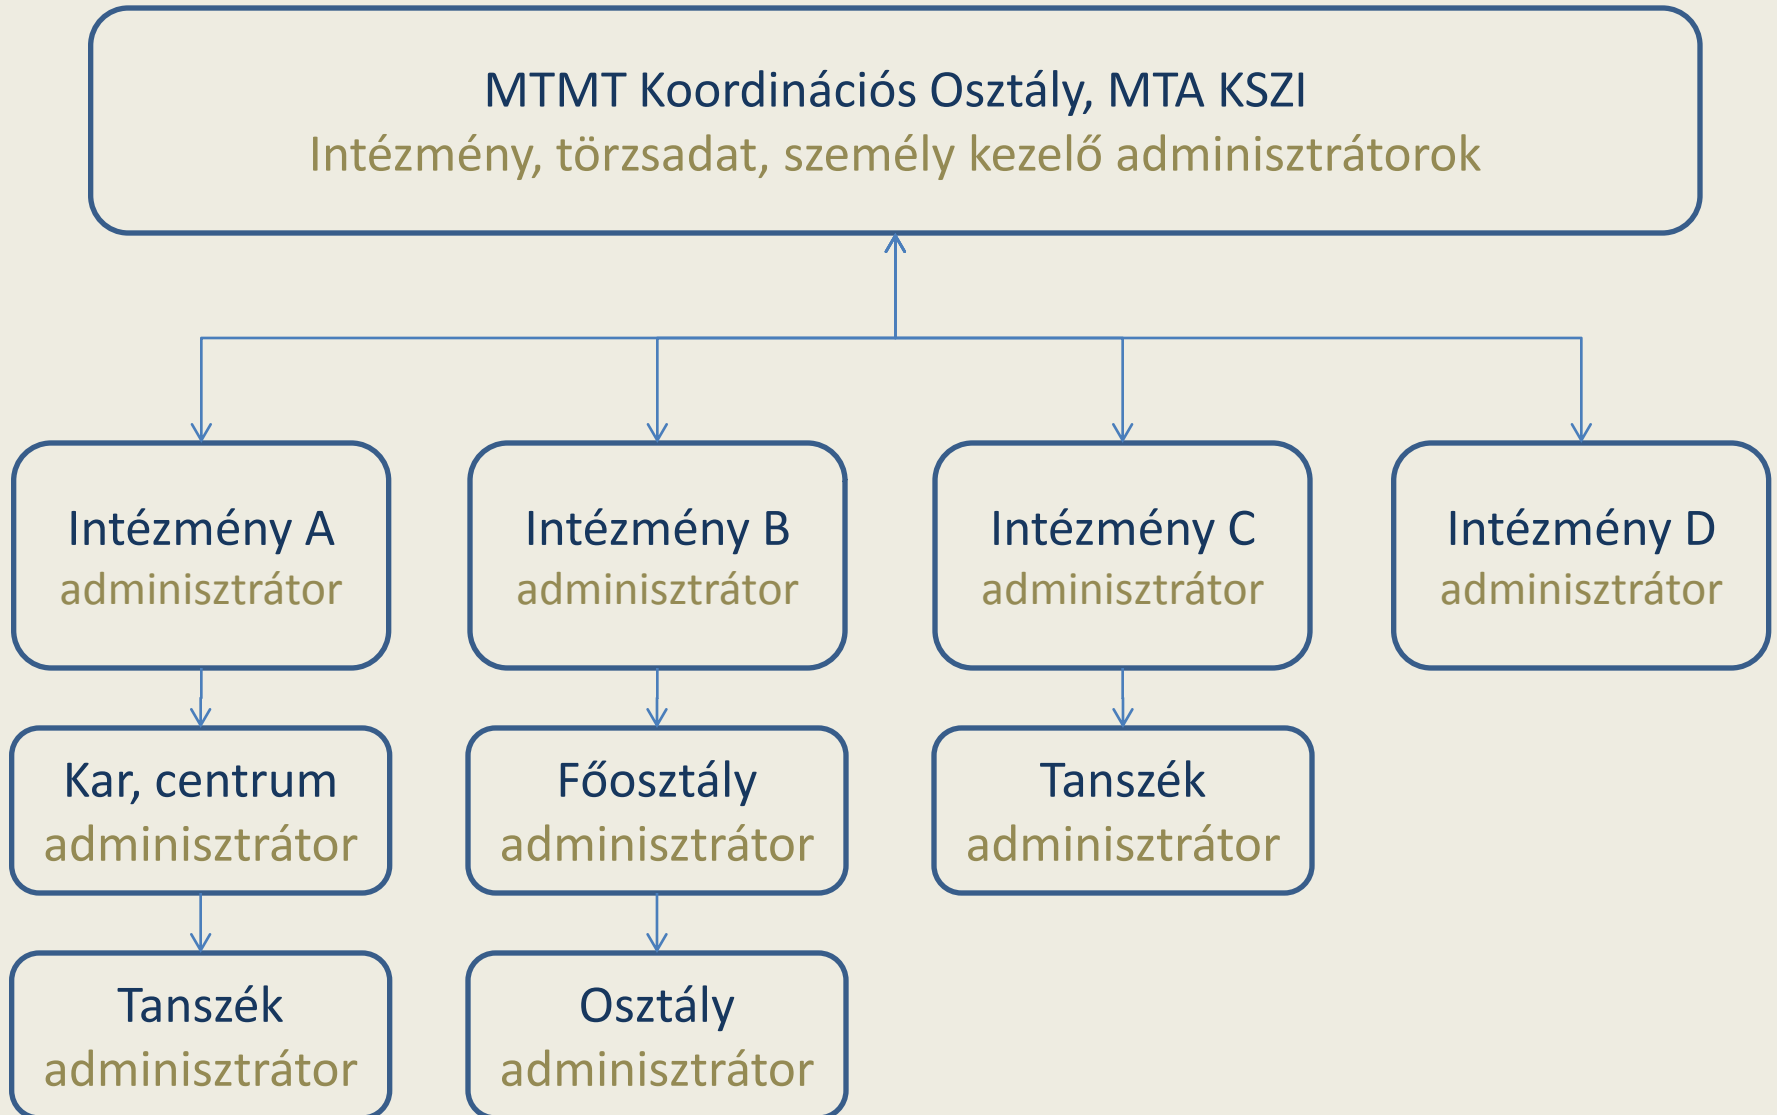 MTMT Koordinációs Osztály, MTA KSZI
Intézmény, törzsadat, személy kezelő adminisztrátorok
Intézmény A
adminisztrátor
Intézmény B
adminisztrátor
Intézmény C
adminisztrátor
Intézmény D
adminisztrátor
Kar, centrum
adminisztrátor
Főosztály
adminisztrátor
Tanszék
adminisztrátor
Tanszék
adminisztrátor
Osztály
adminisztrátor